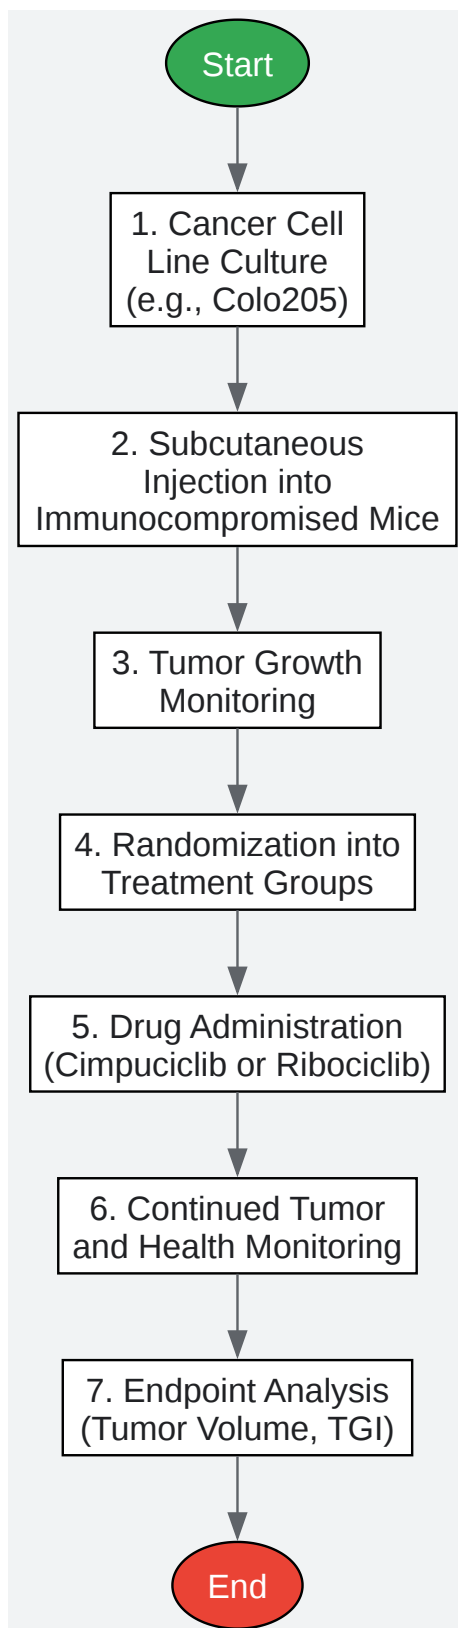 Start
1. Cancer Cell
Line Culture
(e.g., Colo205)
2. Subcutaneous
Injection into
Immunocompromised Mice
3. Tumor Growth
Monitoring
4. Randomization into
Treatment Groups
5. Drug Administration
(Cimpuciclib or Ribociclib)
6. Continued Tumor
and Health Monitoring
7. Endpoint Analysis
(Tumor Volume, TGI)
End